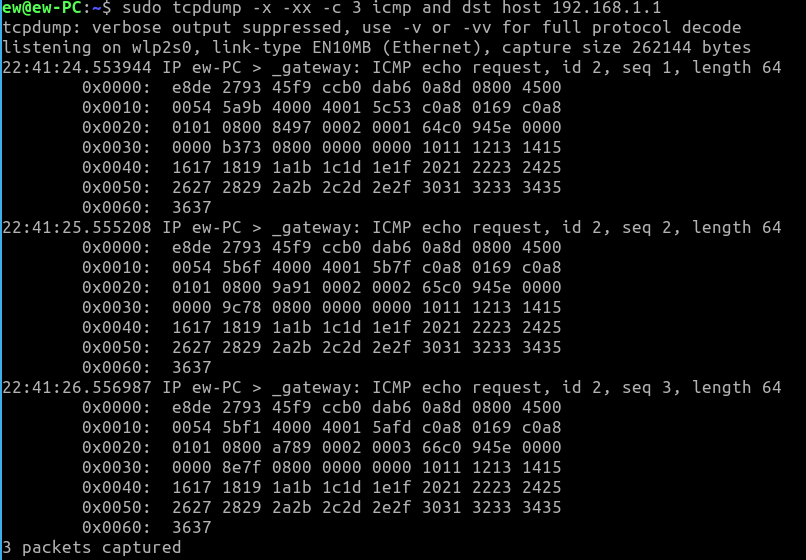 ew@ew-PC:~$ sudo tcpdump -x -xx -c 3 icmp and dst host 192.168.1.1
tcpdump: verbose output suppressed, use -v or -vv for full protocol decode
listening on wlp2s0, link-type EN10MB (Ethernet), capture size 262144 bytes
22:41:24.553944 IP ew-PC > _gateway: ICMP echo request, id 2, seq 1, length 64
        0x0000:  e8de 2793 45f9 ccb0 dab6 0a8d 0800 4500
        0x0010:  0054 5a9b 4000 4001 5c53 c0a8 0169 c0a8
        0x0020:  0101 0800 8497 0002 0001 64c0 945e 0000
        0x0030:  0000 b373 0800 0000 0000 1011 1213 1415
        0x0040:  1617 1819 1a1b 1c1d 1e1f 2021 2223 2425
        0x0050:  2627 2829 2a2b 2c2d 2e2f 3031 3233 3435
        0x0060:  3637
22:41:25.555208 IP ew-PC > _gateway: ICMP echo request, id 2, seq 2, length 64
        0x0000:  e8de 2793 45f9 ccb0 dab6 0a8d 0800 4500
        0x0010:  0054 5b6f 4000 4001 5b7f c0a8 0169 c0a8
        0x0020:  0101 0800 9a91 0002 0002 65c0 945e 0000
        0x0030:  0000 9c78 0800 0000 0000 1011 1213 1415
        0x0040:  1617 1819 1a1b 1c1d 1e1f 2021 2223 2425
        0x0050:  2627 2829 2a2b 2c2d 2e2f 3031 3233 3435
        0x0060:  3637
22:41:26.556987 IP ew-PC > _gateway: ICMP echo request, id 2, seq 3, length 64
        0x0000:  e8de 2793 45f9 ccb0 dab6 0a8d 0800 4500
        0x0010:  0054 5bf1 4000 4001 5afd c0a8 0169 c0a8
        0x0020:  0101 0800 a789 0002 0003 66c0 945e 0000
        0x0030:  0000 8e7f 0800 0000 0000 1011 1213 1415
        0x0040:  1617 1819 1a1b 1c1d 1e1f 2021 2223 2425
        0x0050:  2627 2829 2a2b 2c2d 2e2f 3031 3233 3435
        0x0060:  3637
3 packets captured